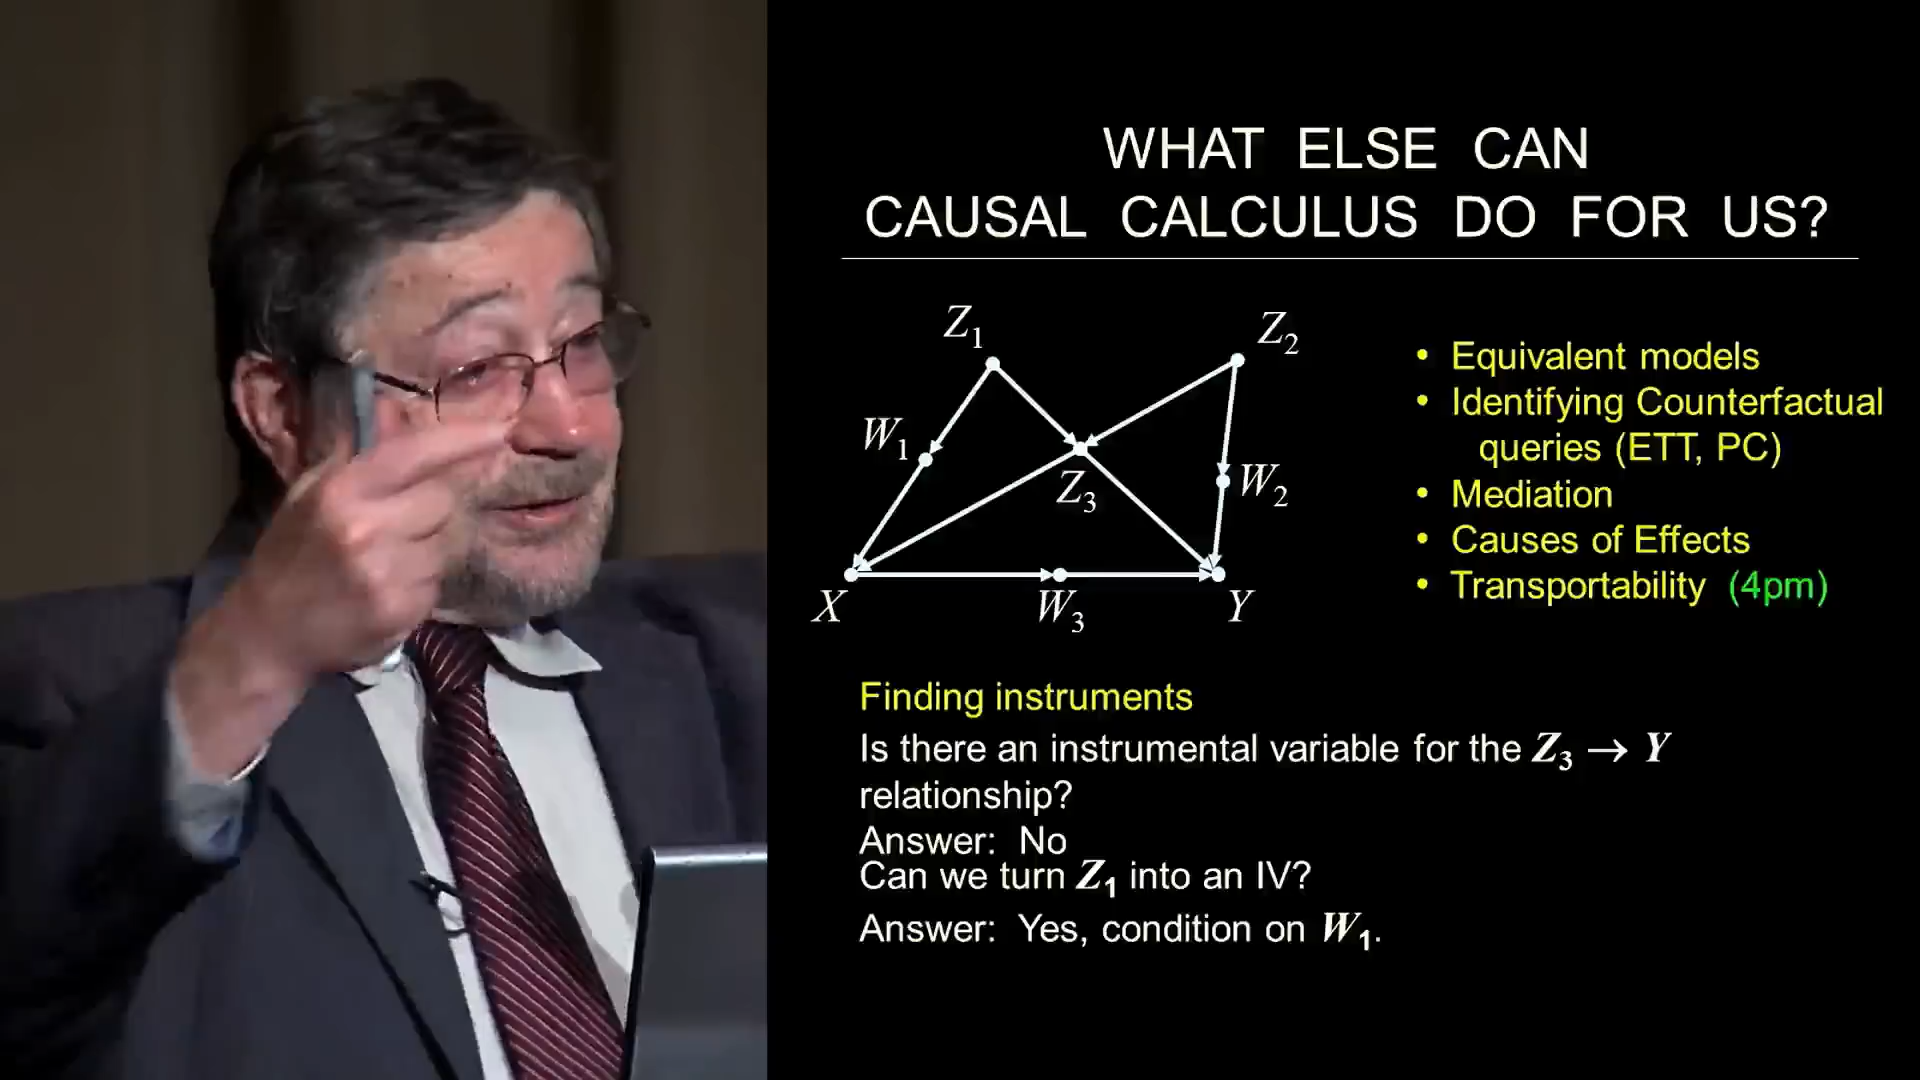 WHAT ELSE CAN
CAUSAL CALCULUS DO FOR US?
Z1
Z2
W1
Z3
W2
X
W3
Y
• Equivalent models
• Identifying Counterfactual
queries (ETT, PC)
• Mediation
• Causes of Effects
• Transportability (4pm)
Finding instruments
Is there an instrumental variable for the Z3 → Y
relationship?
Answer: No
Can we turn Z1 into an IV?
Answer: Yes, condition on W1.